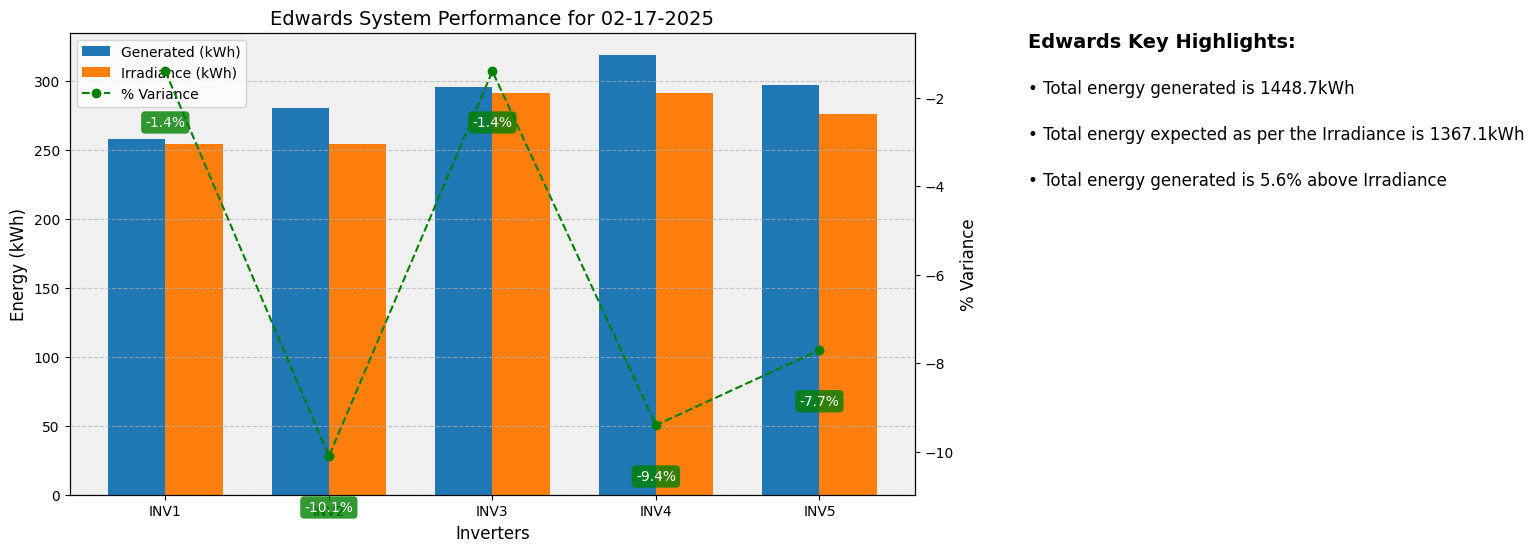 Edwards System Performance for 02-17-2025
Generated (kWh)
Irradiance (kWh)
% Variance
Energy (kWh)
300
250
200
150
100
50
0
-1.4%
-10.1%
-1.4%
-9.4%
-7.7%
−2
−4
−6
−8
−10
% Variance
INV1
INV2
INV3
INV4
INV5
Inverters
Edwards Key Highlights:
• Total energy generated is 1448.7kWh
• Total energy expected as per the Irradiance is 1367.1kWh
• Total energy generated is 5.6% above Irradiance